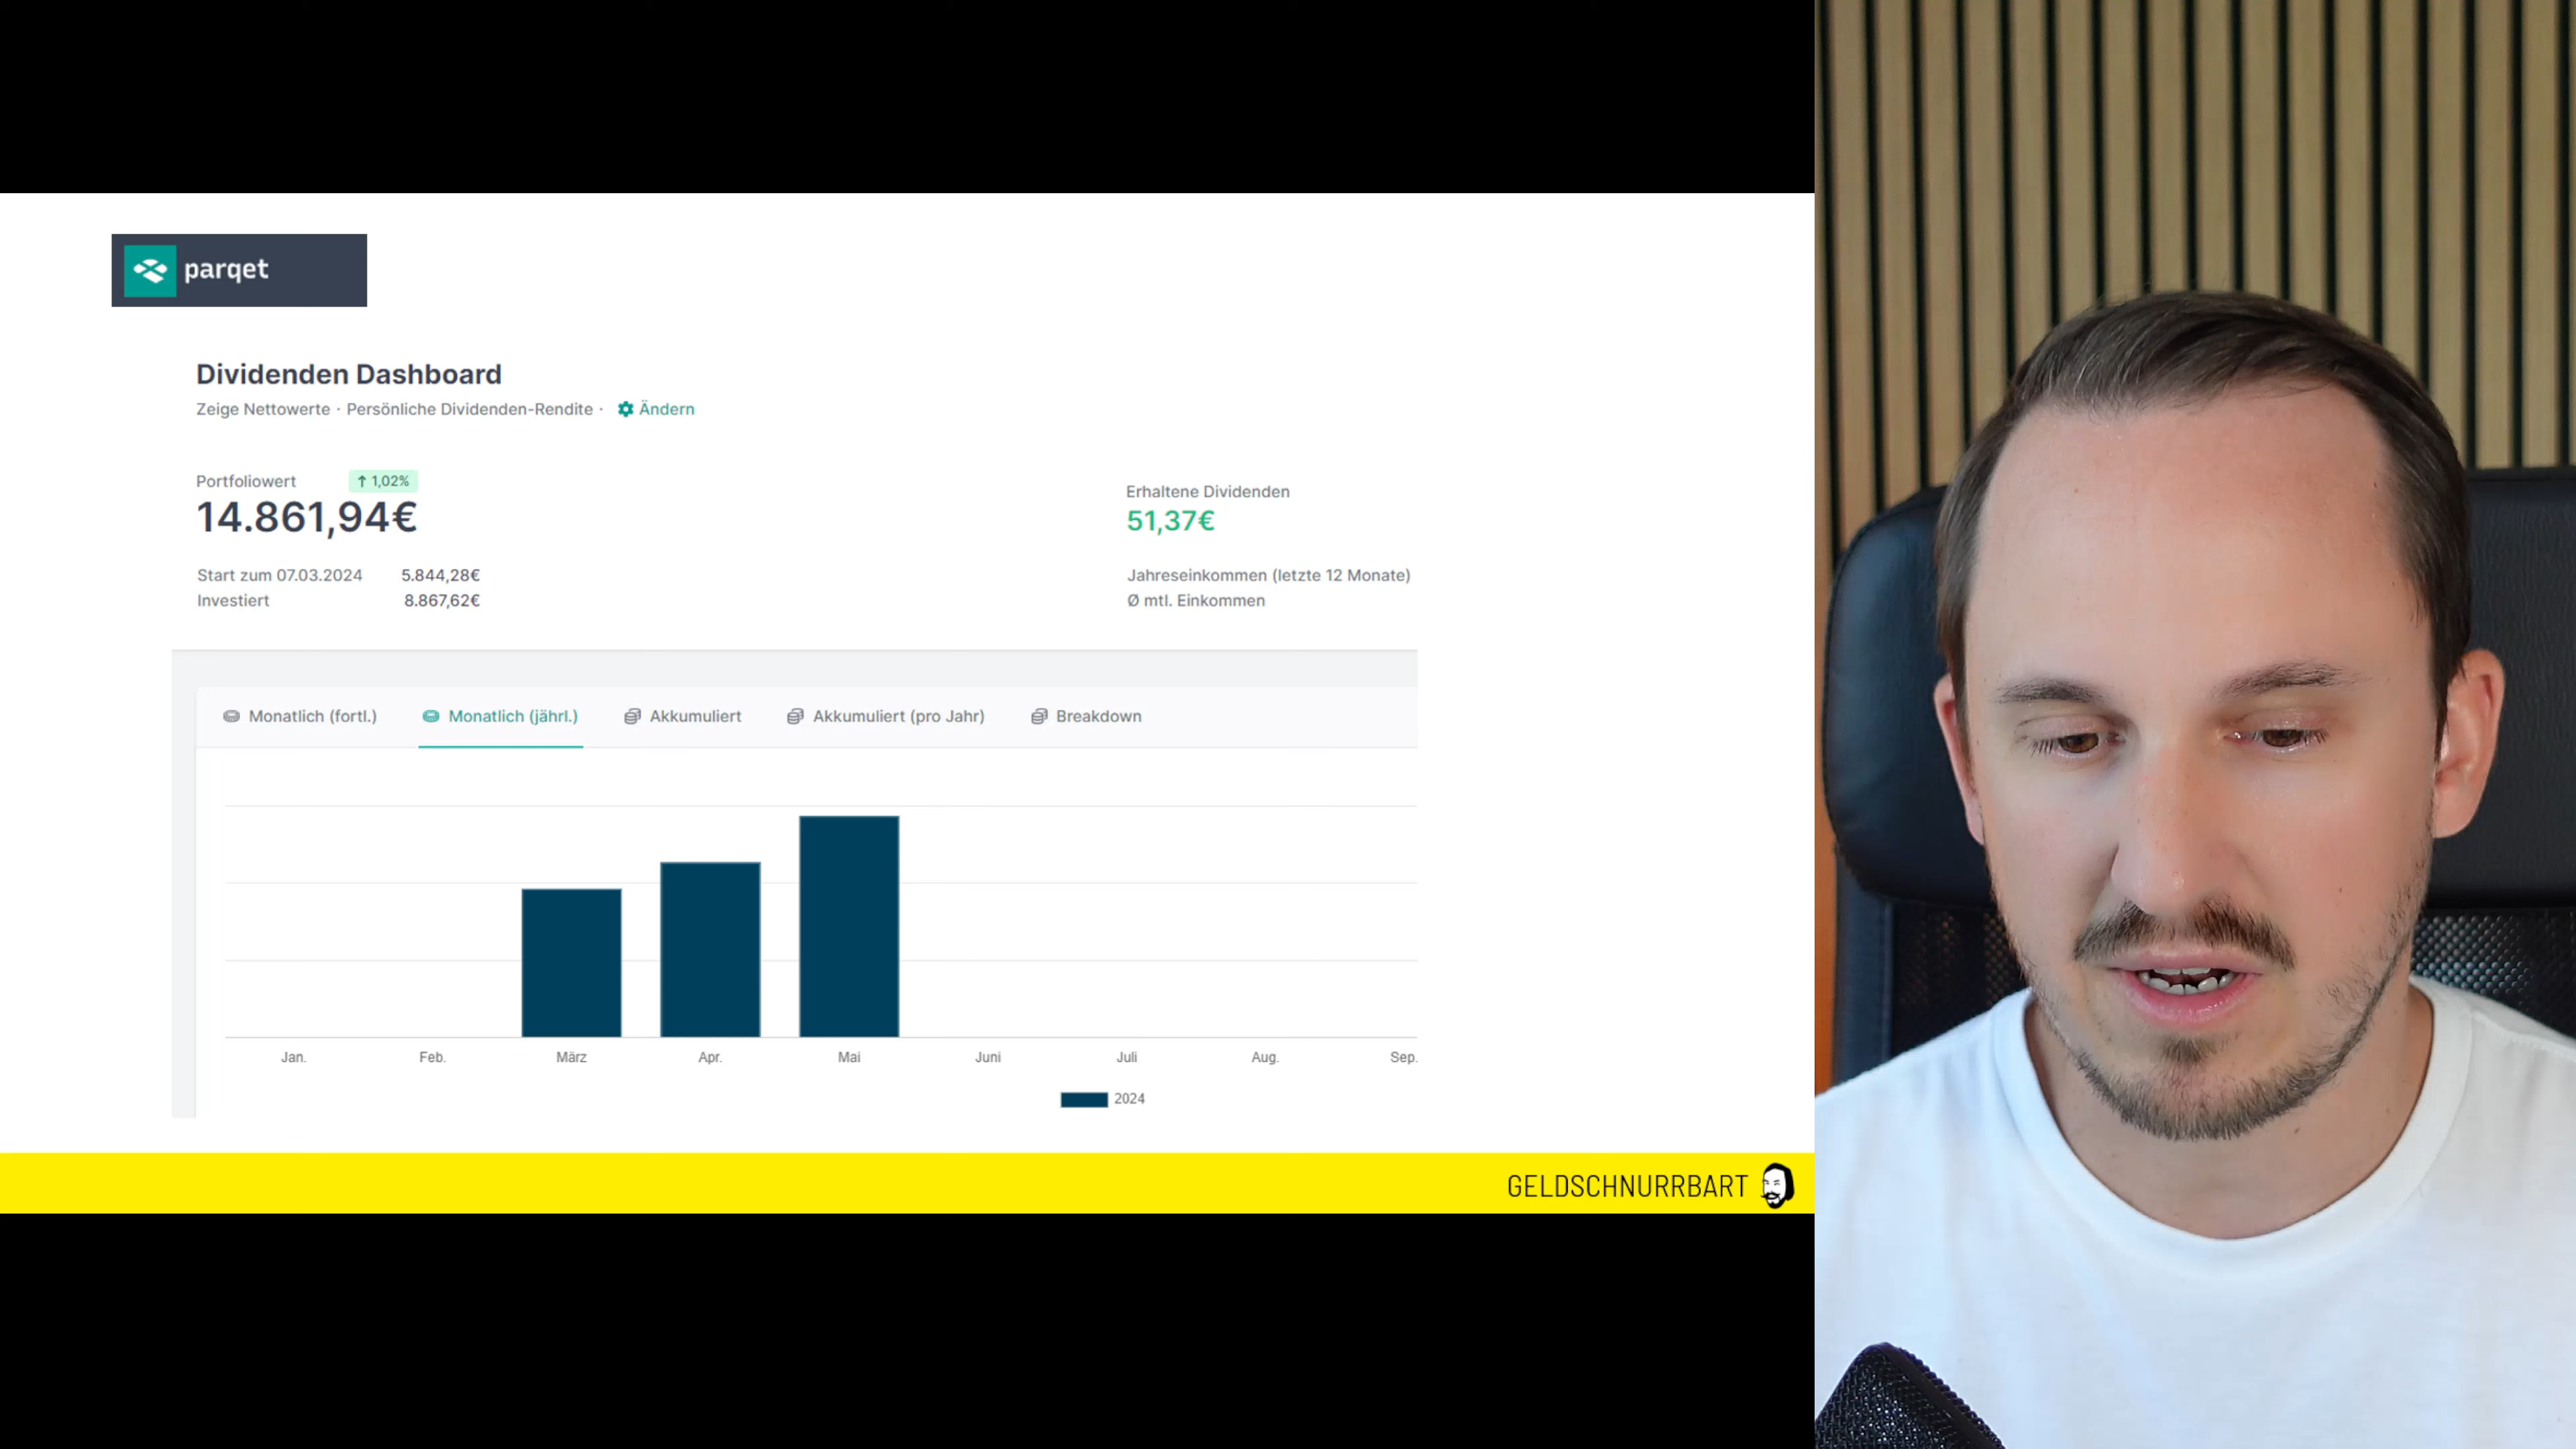 parqet
Dividenden Dashboard
Zeige Nettowerte · Persönliche Dividenden-Rendite · Ändern
Portfoliowert ↑ 1,02%
14.861,94€
Start zum 07.03.2024 5.844,28€
Investiert 8.867,62€
Erhaltene Dividenden
51,37€
Jahreseinkommen (letzte 12 Monate)
Ø mtl. Einkommen
Monatlich (fortl.) Monatlich (jährl.) Akkumuliert Akkumuliert (pro Jahr) Breakdown
Jan. Feb. März Apr. Mai Juni Juli Aug. Sep.
2024
GELDSCHNURRBART